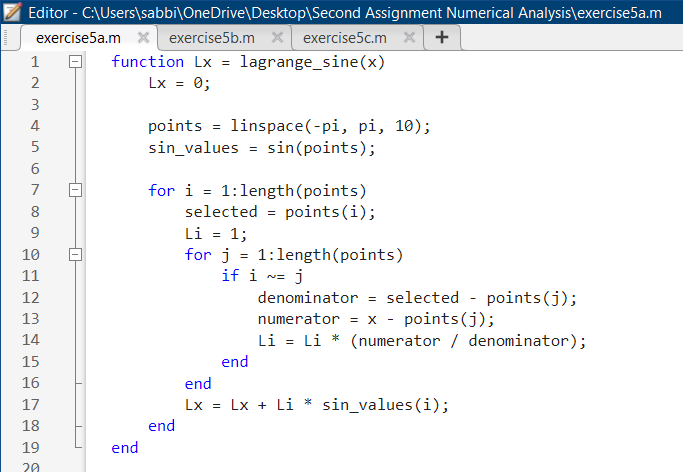 Editor - C:\Users\sabbi\OneDrive\Desktop\Second Assignment Numerical Analysis\exercise5a.m
exercise5a.m exercise5b.m exercise5c.m
1 function Lx = lagrange_sine(x)
2 Lx = 0;
3
4 points = linspace(-pi, pi, 10);
5 sin_values = sin(points);
6
7 for i = 1:length(points)
8 selected = points(i);
9 Li = 1;
10 for j = 1:length(points)
11 if i ~= j
12 denominator = selected - points(j);
13 numerator = x - points(j);
14 Li = Li * (numerator / denominator);
15 end
16 end
17 Lx = Lx + Li * sin_values(i);
18 end
19 end
20